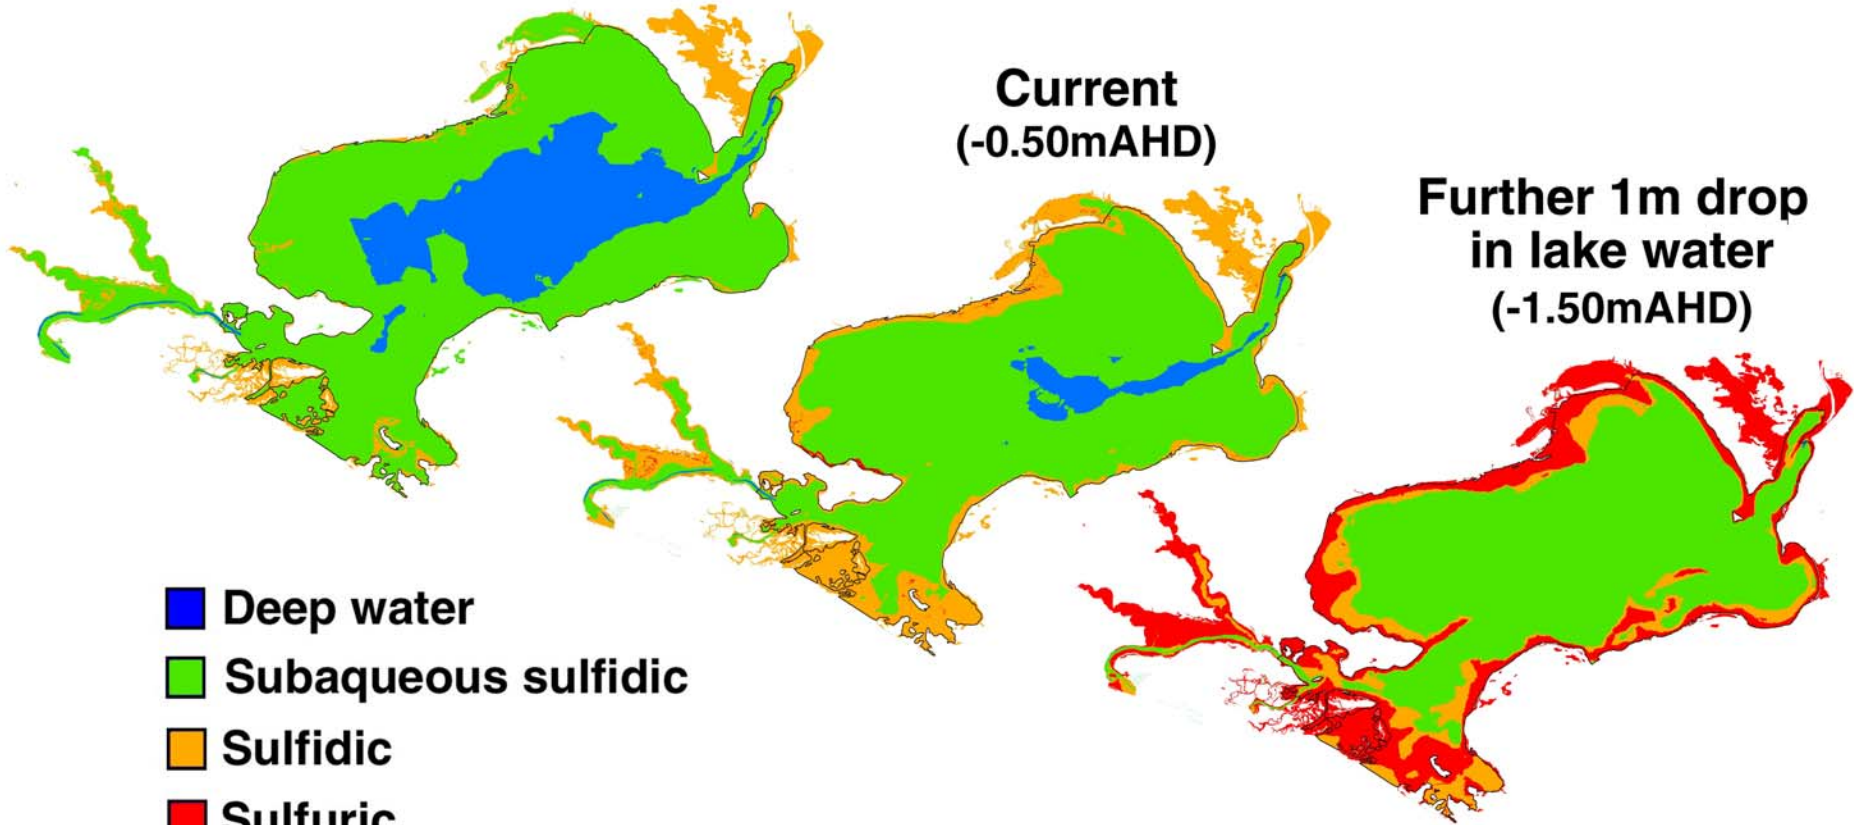 Current
(-0.50mAHD)
Further 1m drop
in lake water
(-1.50mAHD)
Deep water
Subaqueous sulfidic
Sulfidic
Sulfuric